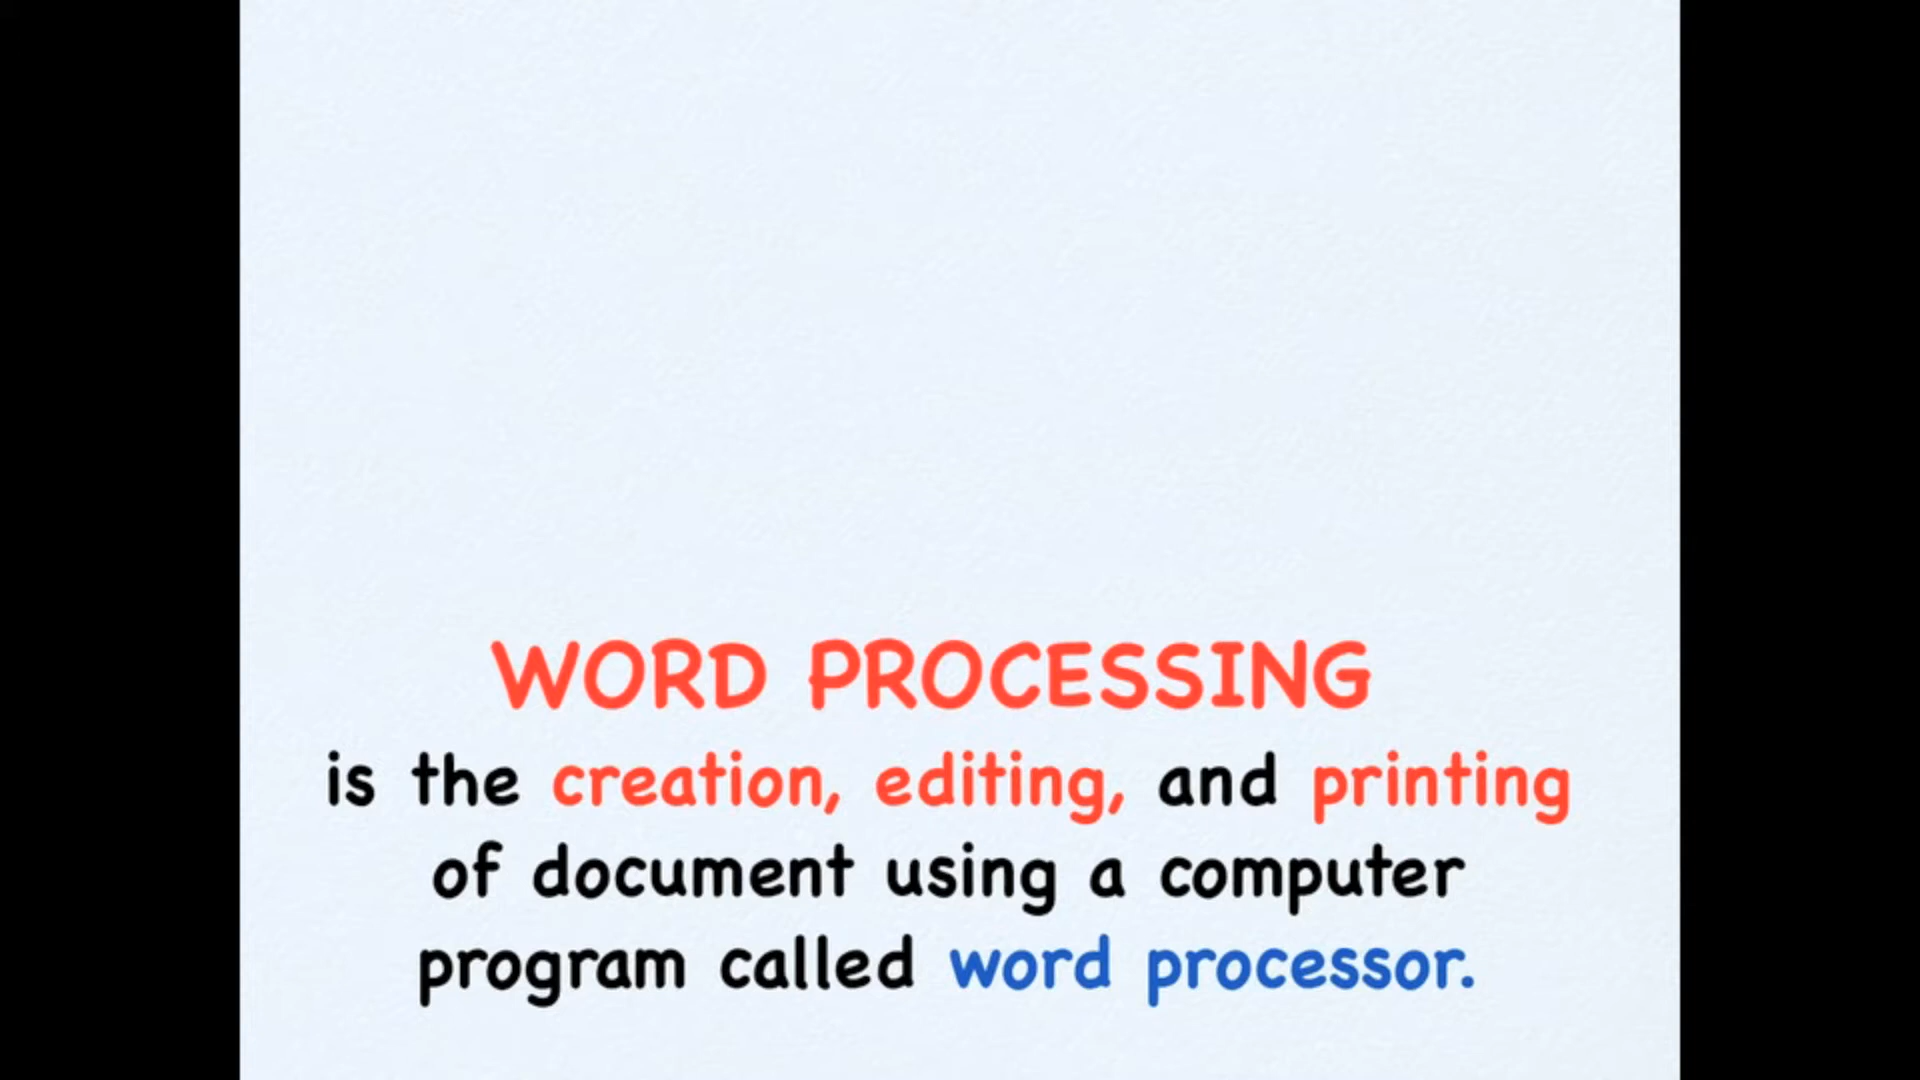 WORD PROCESSING
is the creation, editing, and printing
of document using a computer
program called word processor.